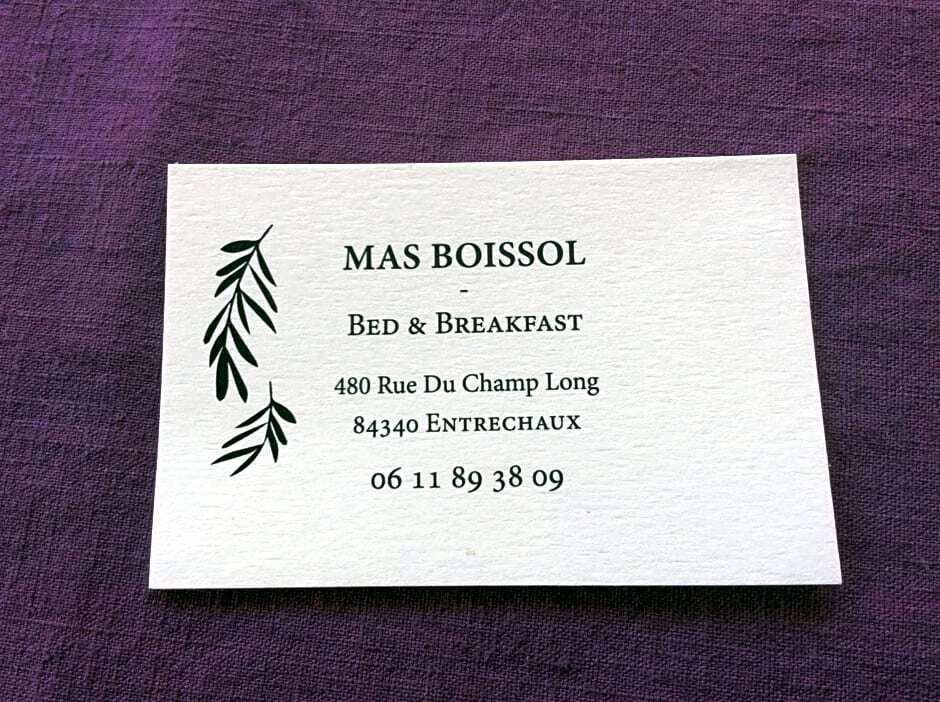 MAS BOISSOL
-
BED & BREAKFAST
480 Rue Du Champ Long
84340 ENTRECHAUX
06 11 89 38 09